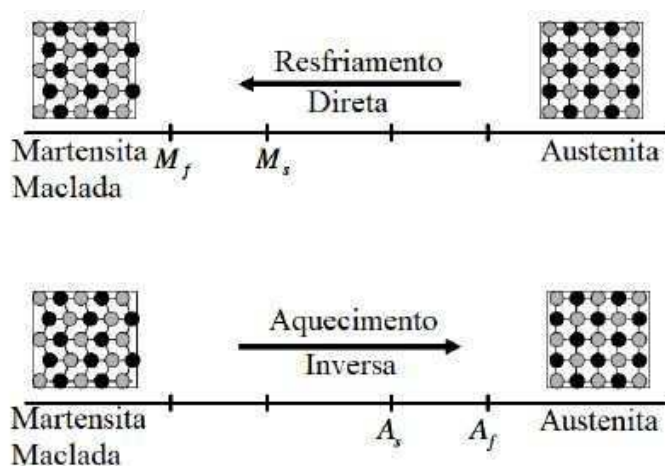 Resfriamento
Direta
Martensita
Maclada
M_f
M_s
Austenita
Aquecimento
Inversa
Martensita
Maclada
A_s
A_f
Austenita